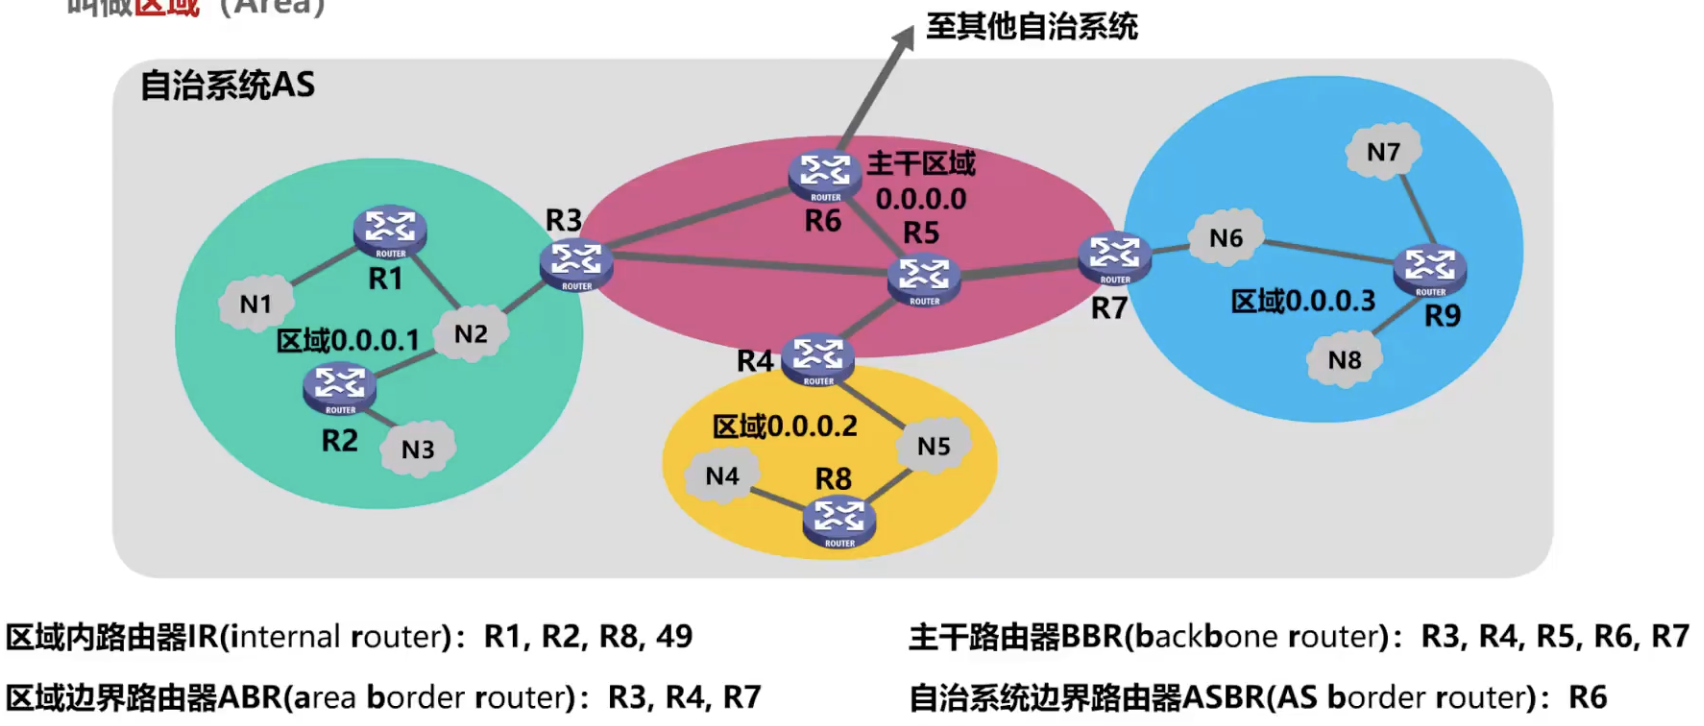 叫做区域（Area）
至其他自治系统
自治系统AS
主干区域
0.0.0.0
ROUTER
R6
R5
ROUTER
R3
ROUTER
ROUTER
R1
N1
N2
区域0.0.0.1
ROUTER
R2
N3
ROUTER
R7
N7
N6
ROUTER
R9
区域0.0.0.3
N8
R4
ROUTER
区域0.0.0.2
N5
N4
R8
ROUTER
区域内路由器IR(internal router)：R1, R2, R8, 49
主干路由器BBR(backbone router)：R3, R4, R5, R6, R7
区域边界路由器ABR(area border router)：R3, R4, R7
自治系统边界路由器ASBR(AS border router)：R6